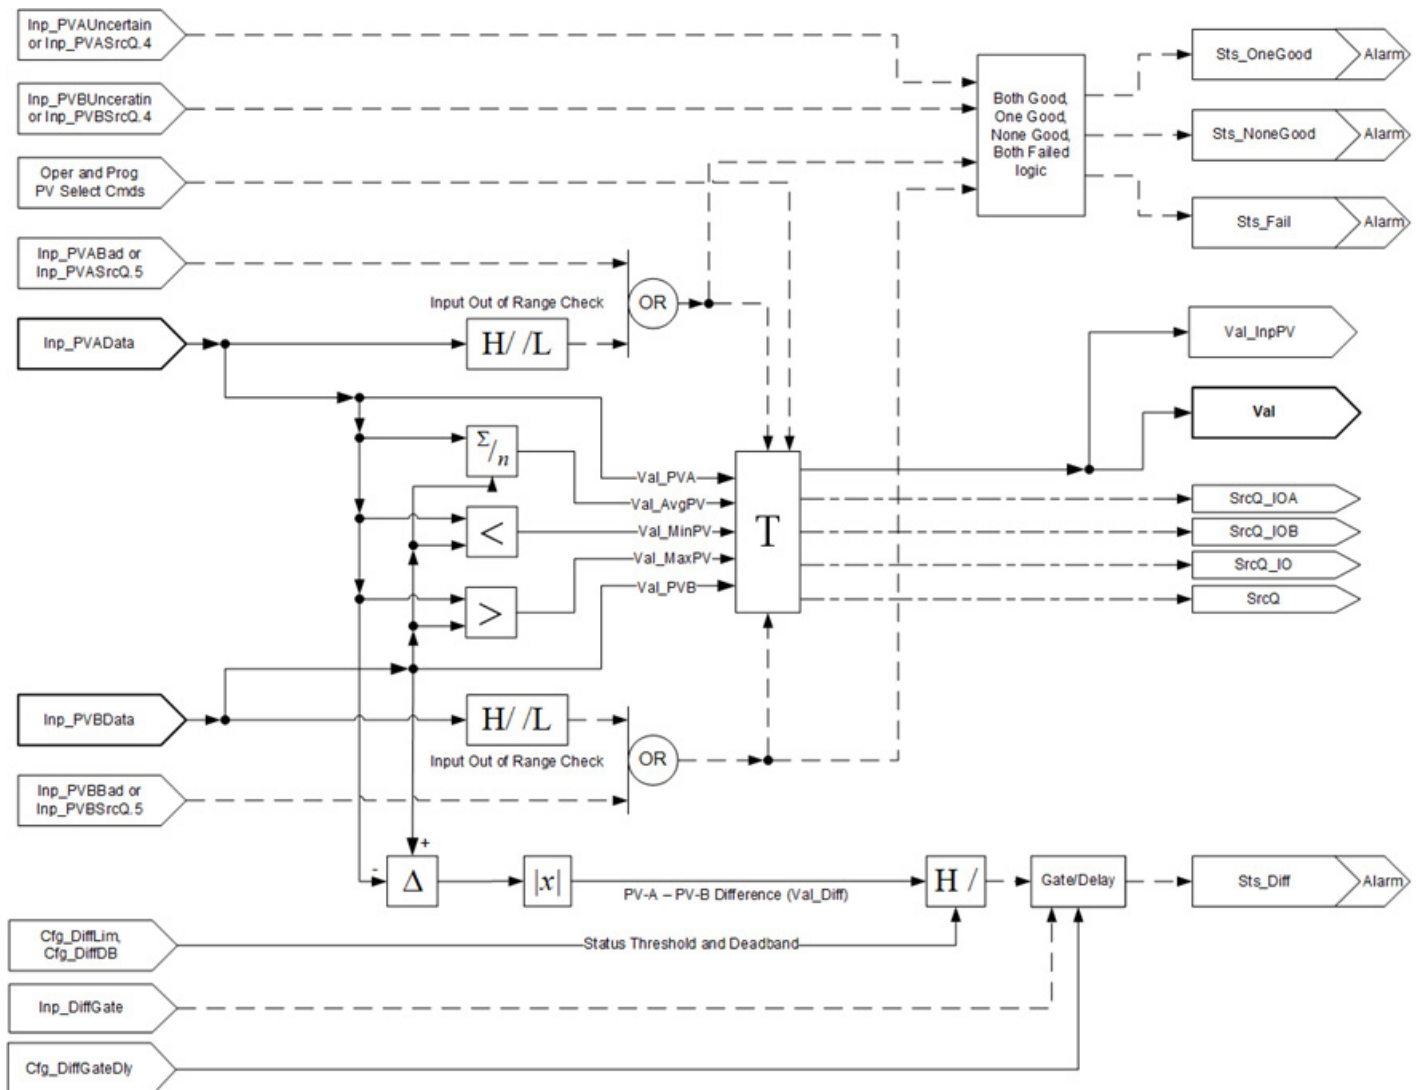 Inp_PVAUncertain
or Inp_PVASrcQ.4
Inp_PVBUnceratin
or Inp_PVBSrcQ.4
Oper and Prog
PV Select Cmds
Inp_PVABad or
Inp_PVASrcQ.5
Inp_PVAData
Input Out of Range Check
H/ /L
OR
Both Good,
One Good,
None Good,
Both Failed
logic
Sts_OneGood
Alarm
Sts_NoneGood
Alarm
Sts_Fail
Alarm
Val_InpPV
Val
Σ/n
<
>
Val_PVA
Val_AvgPV
Val_MinPV
Val_MaxPV
Val_PVB
T
SrcQ_IOA
SrcQ_IOB
SrcQ_IO
SrcQ
Inp_PVBData
H/ /L
Input Out of Range Check
OR
Inp_PVBBad or
Inp_PVBSrcQ.5
+
-
Δ
|x|
PV-A – PV-B Difference (Val_Diff)
H /
Gate/Delay
Sts_Diff
Alarm
Cfg_DiffLim,
Cfg_DiffDB
Status Threshold and Deadband
Inp_DiffGate
Cfg_DiffGateDly